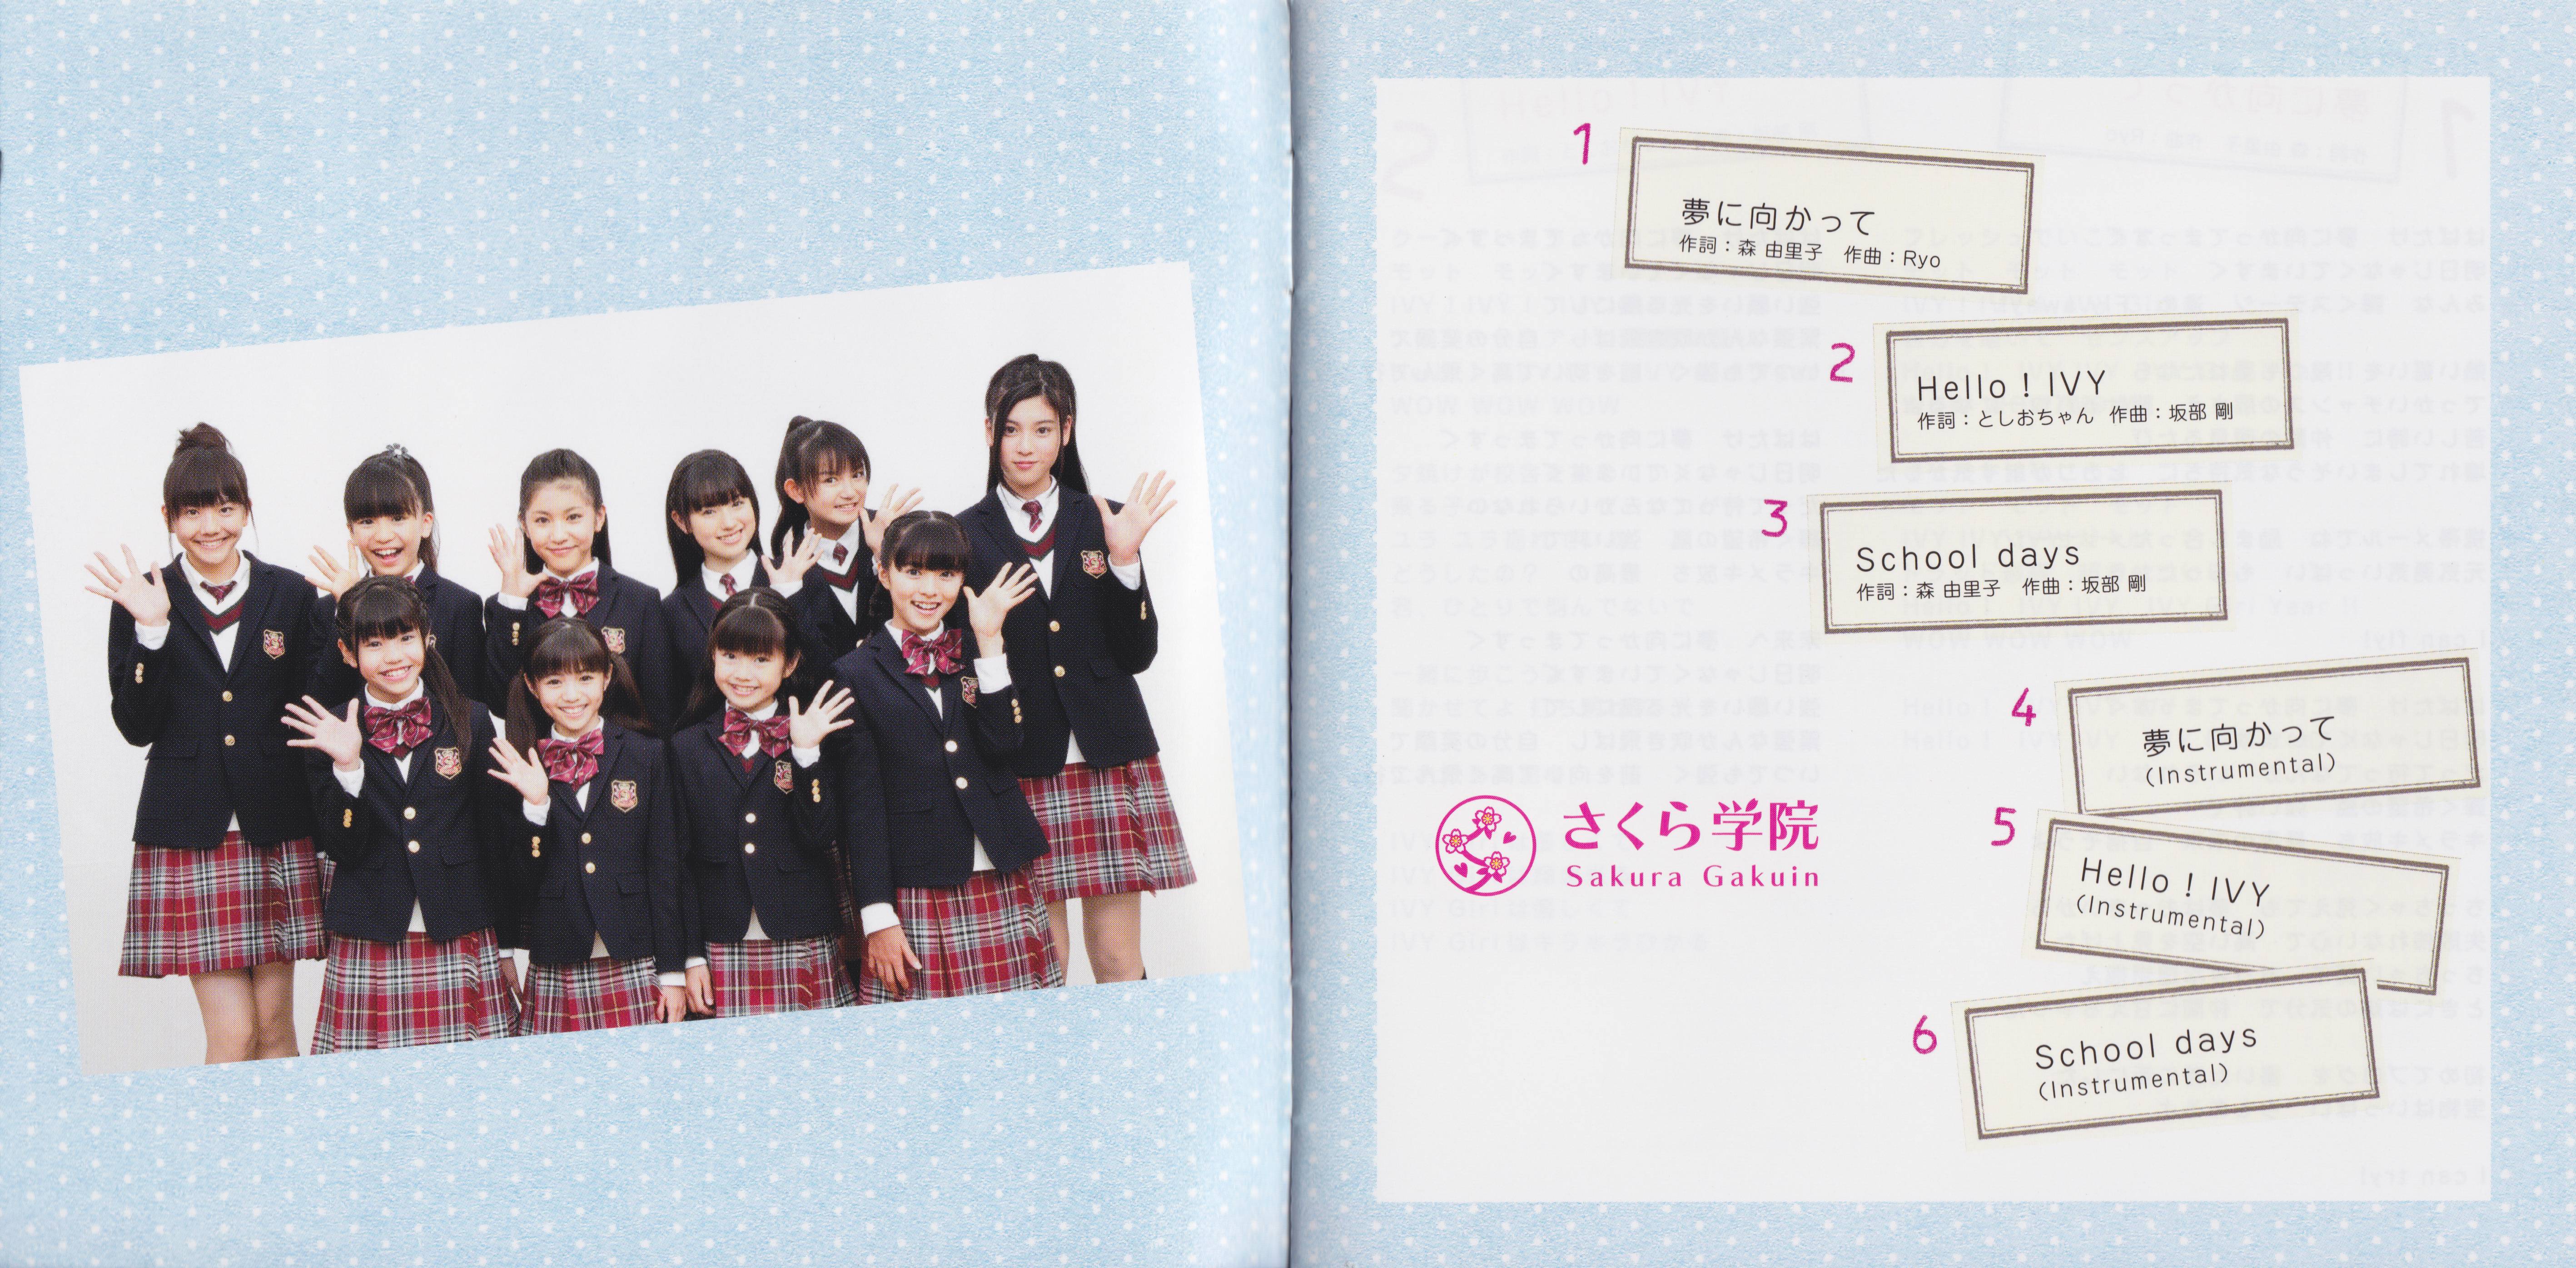 1
夢に向かって
作詞：森 由里子　作曲：Ryo
2
Hello！IVY
作詞：としおちゃん 作曲：坂部 剛
3
School days
作詞：森 由里子　作曲：坂部 剛
4
夢に向かって
(Instrumental)
5
Hello！IVY
(Instrumental)
6
School days
(Instrumental)
さくら学院
Sakura Gakuin